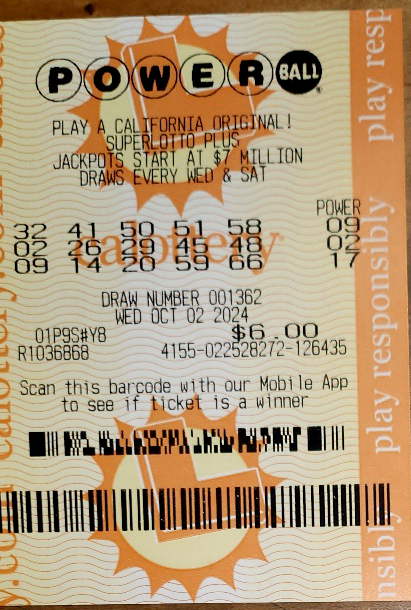 POWERBALL
PLAY A CALIFORNIA ORIGINAL!
SUPERLOTTO PLUS
JACKPOTS START AT $7 MILLION
DRAWS EVERY WED & SAT
POWER
32 41 50 51 58 09
02 26 29 45 48 02
09 14 20 59 66 17
calottery
DRAW NUMBER 001362
WED OCT 02 2024
01P9S#Y8 $6.00
R1036868 4155-022528272-126435
Scan this barcode with our Mobile App
to see if ticket is a winner
play resp
play responsibly
nsibly